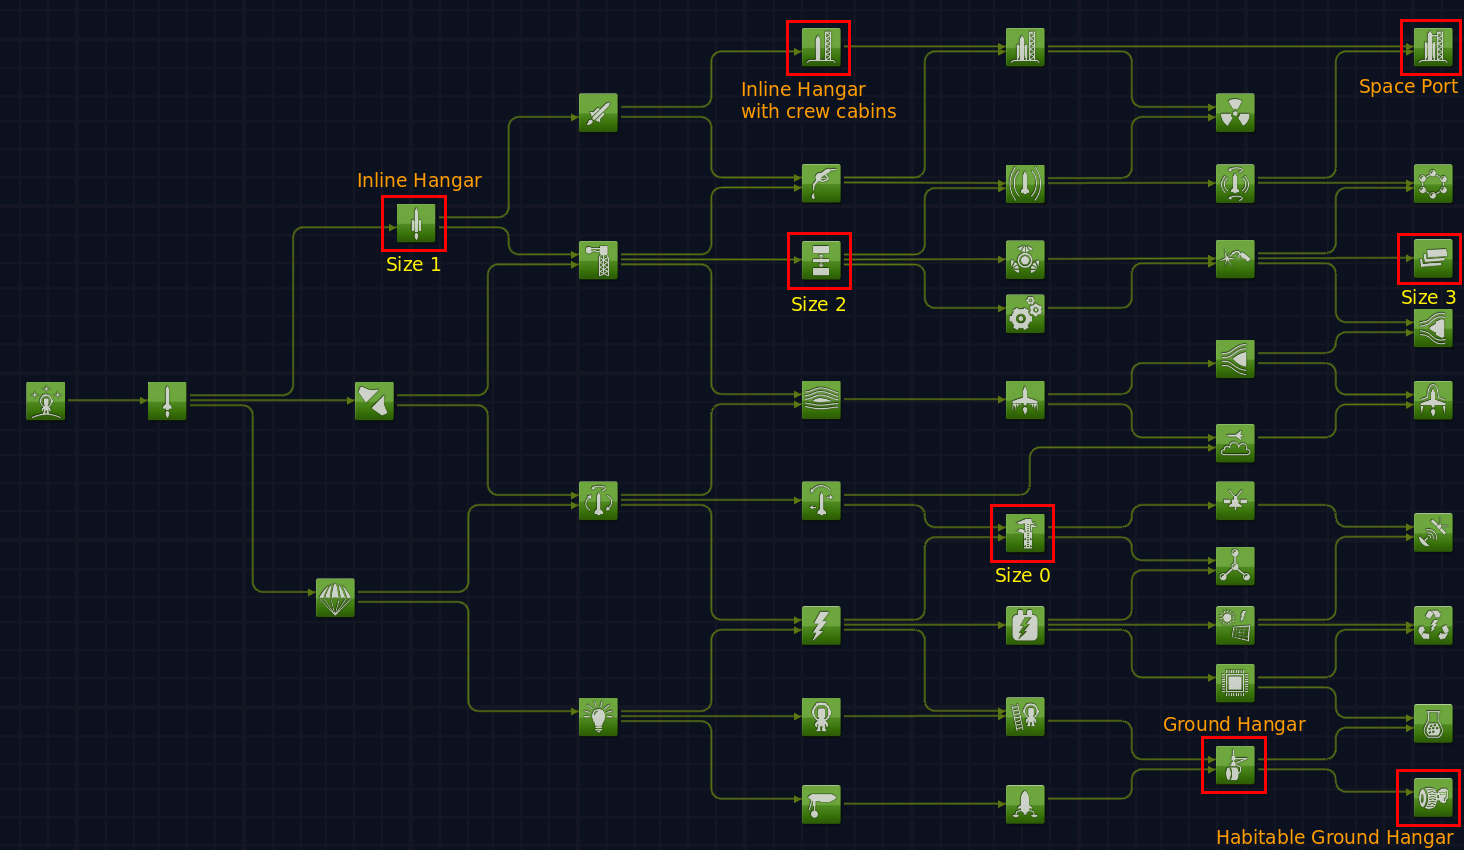 Inline Hangar
with crew cabins
Space Port
Inline Hangar
Size 1
Size 2
Size 3
Size 0
Ground Hangar
Habitable Ground Hangar